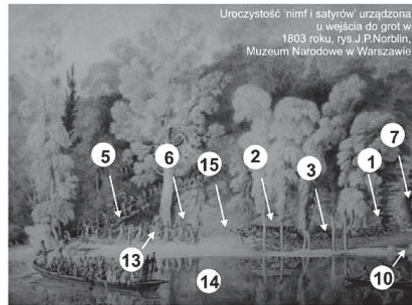 Uroczystość 'nimf i satyrów' urządzona
u wejścia do grot w
1803 roku, rys.J.P.Norblin,
Muzeum Narodowe w Warszawie
7
5
6
15
2
3
1
13
14
10